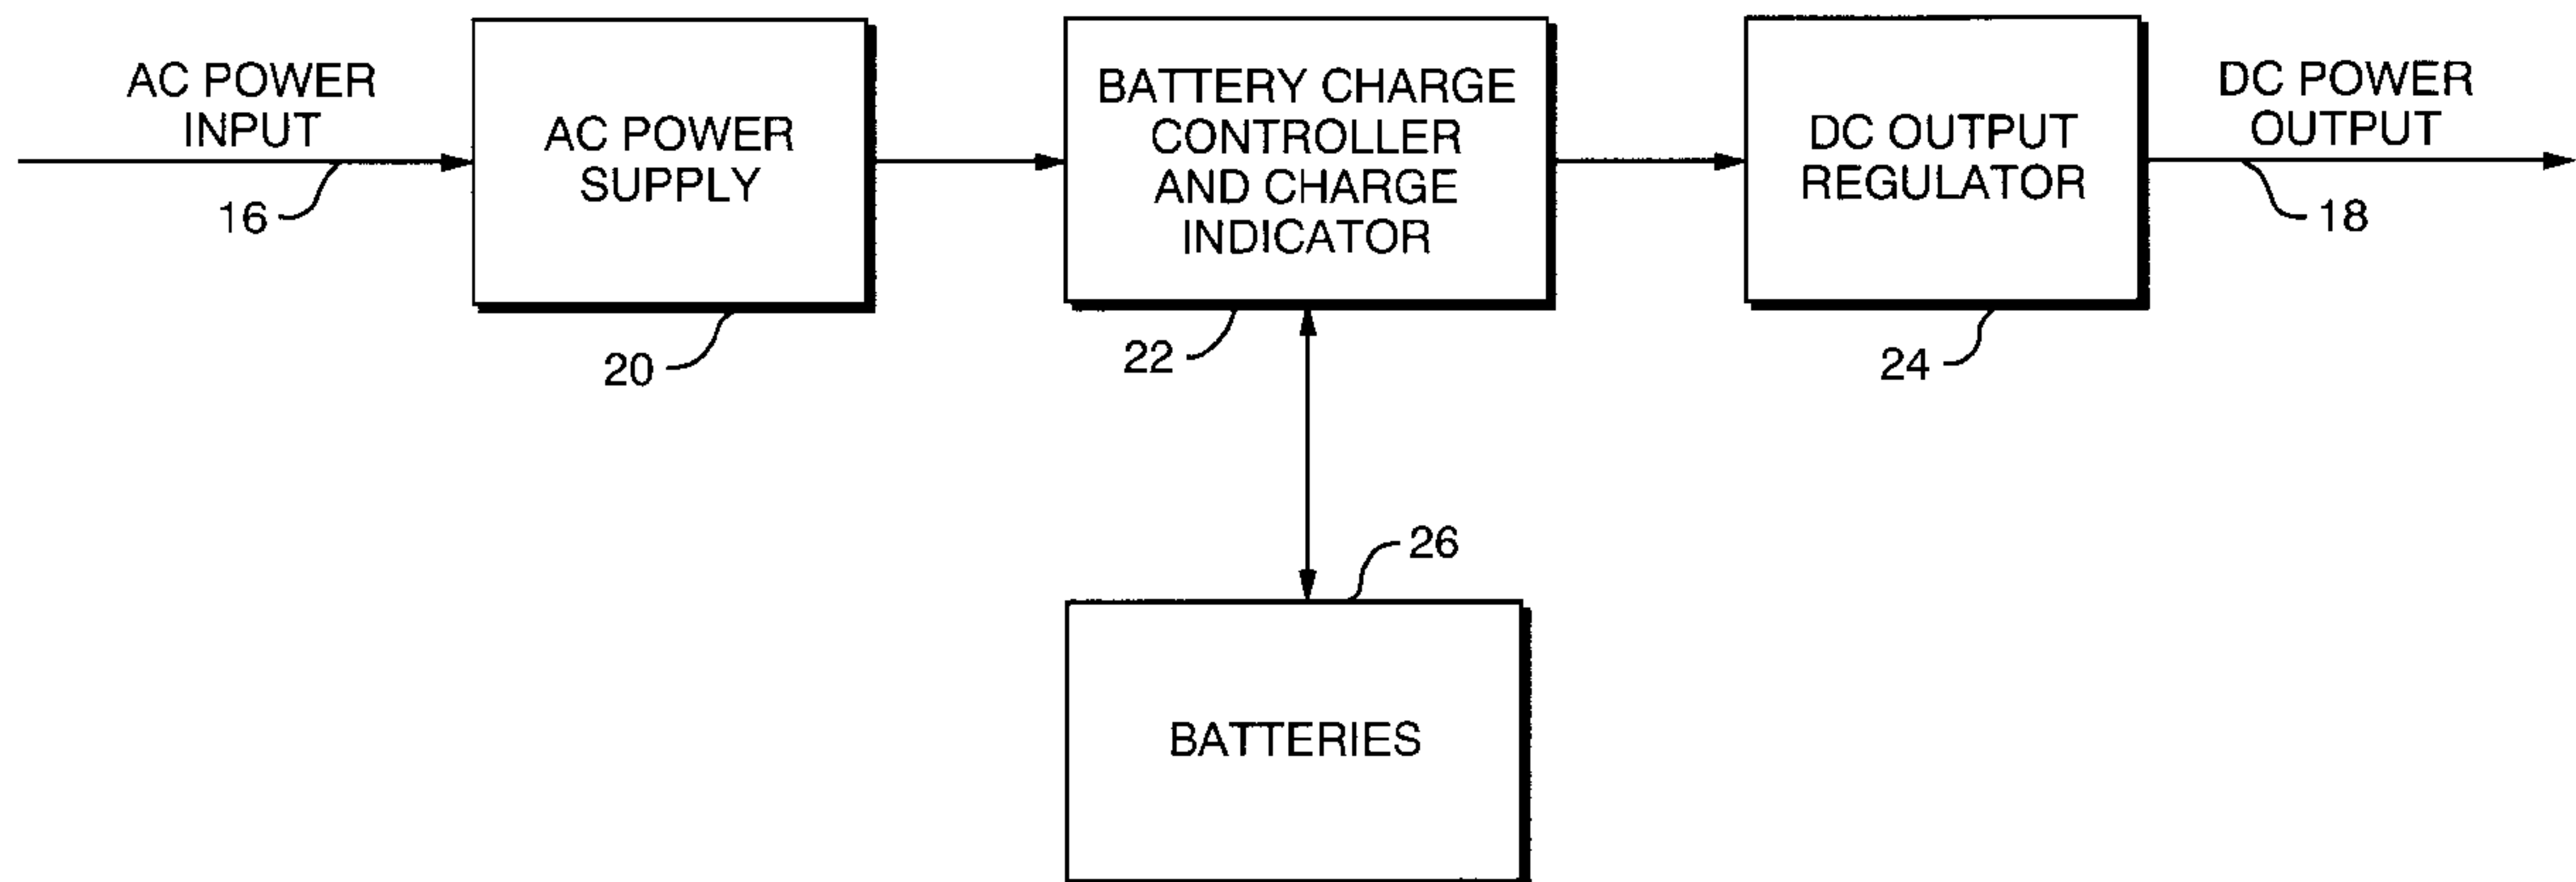 AC POWER
INPUT
16
AC POWER
SUPPLY
20
BATTERY CHARGE
CONTROLLER
AND CHARGE
INDICATOR
22
DC OUTPUT
REGULATOR
24
DC POWER
OUTPUT
18
26
BATTERIES